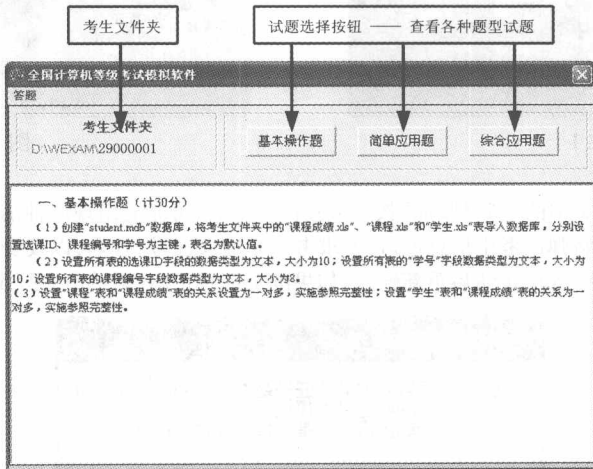 考生文件夹
试题选择按钮 —— 查看各种题型试题
全国计算机等级考试模拟软件
答题
考生文件夹
D:\WEXAM\29000001
基本操作题 简单应用题 综合应用题
一、基本操作题（计30分）
（1）创建“student.mdb”数据库，将考生文件夹中的“课程成绩.xls”、“课程.xls”和“学生.xls”表导入数据库，分别设
置选课ID、课程编号和学号为主键，表名为默认值。
（2）设置所有表的选课ID字段的数据类型为文本，大小为10；设置所有表的“学号”字段数据类型为文本，大小为
10；设置所有表的课程编号字段数据类型为文本，大小为8。
（3）设置“课程”表和“课程成绩”表的关系设置为一对多，实施参照完整性；设置“学生”表和“课程成绩”表的关系为一
对多，实施参照完整性。